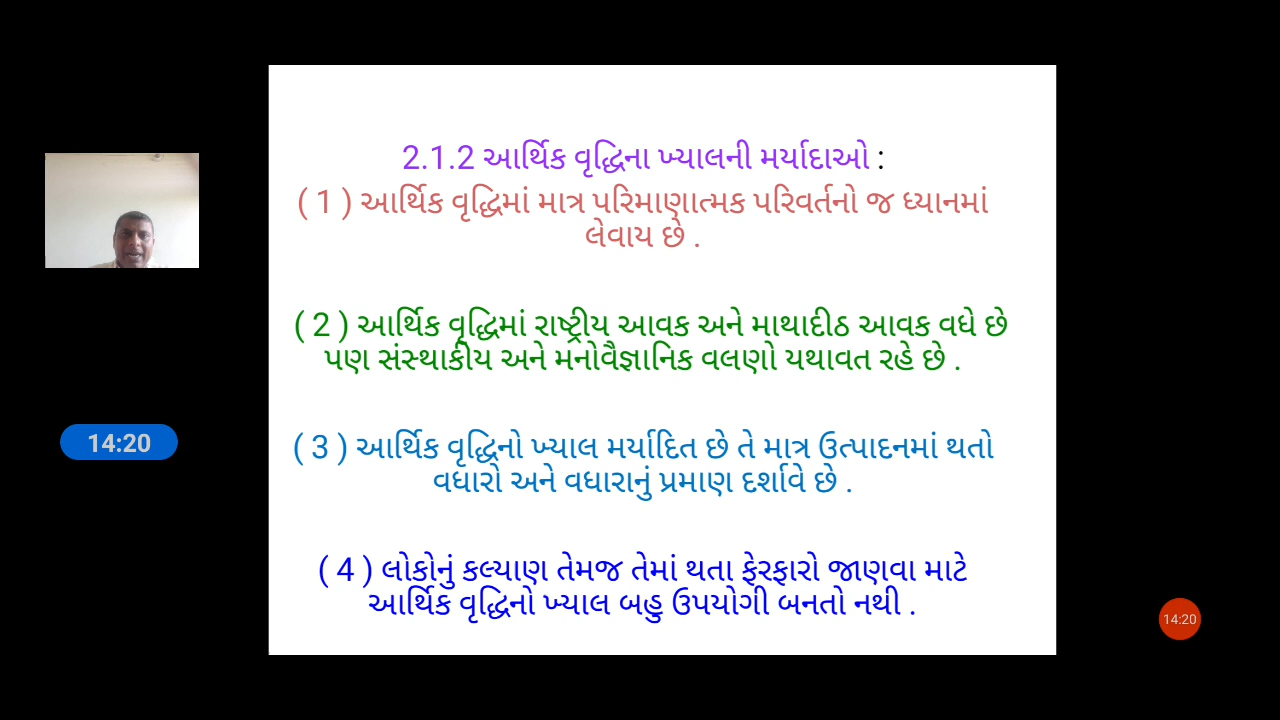 2.1.2 આર્થિક વૃદ્ધિના ખ્યાલની મર્યાદાઓ :
( 1 ) આર્થિક વૃદ્ધિમાં માત્ર પરિમાણાત્મક પરિવર્તનો જ ધ્યાનમાં
લેવાય છે .
( 2 ) આર્થિક વૃદ્ધિમાં રાષ્ટ્રીય આવક અને માથાદીઠ આવક વધે છે
પણ સંસ્થાકીય અને મનોવૈજ્ઞાનિક વલણો યથાવત રહે છે .
14:20
( 3 ) આર્થિક વૃદ્ધિનો ખ્યાલ મર્યાદિત છે તે માત્ર ઉત્પાદનમાં થતો
વધારો અને વધારાનું પ્રમાણ દર્શાવે છે .
( 4 ) લોકોનું કલ્યાણ તેમજ તેમાં થતા ફેરફારો જાણવા માટે
આર્થિક વૃદ્ધિનો ખ્યાલ બહુ ઉપયોગી બનતો નથી .
14:20